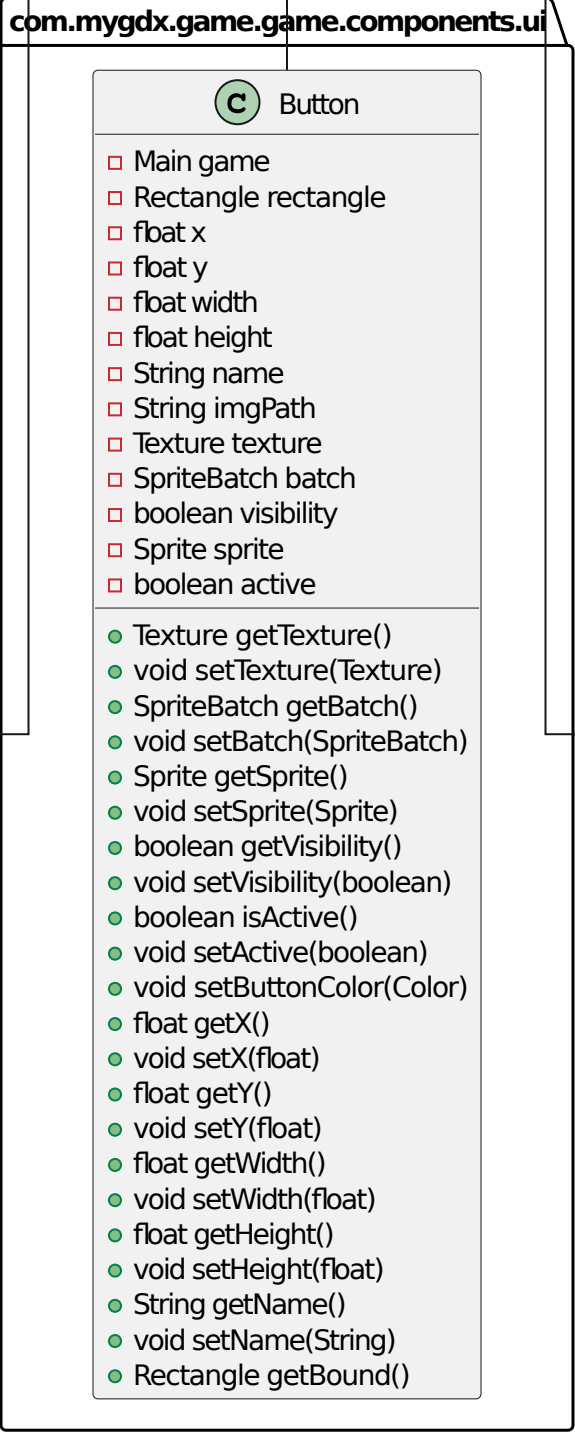 com.mygdx.game.game.components.ui
C Button
Main game
Rectangle rectangle
float x
float y
float width
float height
String name
String imgPath
Texture texture
SpriteBatch batch
boolean visibility
Sprite sprite
boolean active
Texture getTexture()
void setTexture(Texture)
SpriteBatch getBatch()
void setBatch(SpriteBatch)
Sprite getSprite()
void setSprite(Sprite)
boolean getVisibility()
void setVisibility(boolean)
boolean isActive()
void setActive(boolean)
void setButtonColor(Color)
float getX()
void setX(float)
float getY()
void setY(float)
float getWidth()
void setWidth(float)
float getHeight()
void setHeight(float)
String getName()
void setName(String)
Rectangle getBound()